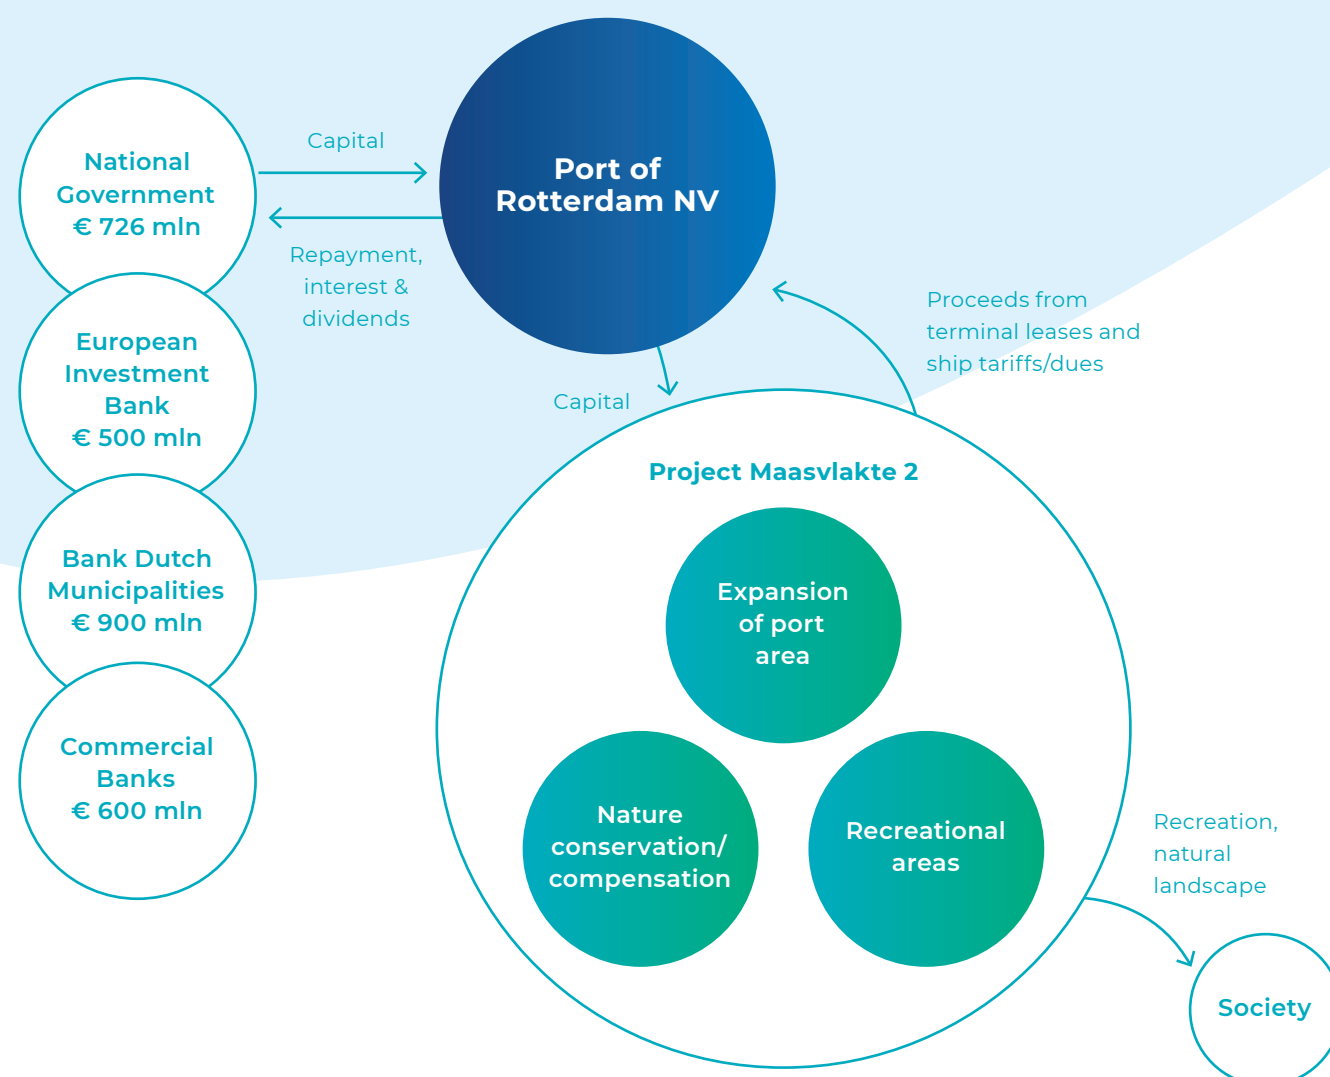 National
Government
€ 726 mln
Capital
Repayment,
interest &
dividends
Port of
Rotterdam NV
European
Investment
Bank
€ 500 mln
Bank Dutch
Municipalities
€ 900 mln
Commercial
Banks
€ 600 mln
Capital
Proceeds from
terminal leases and
ship tariffs/dues
Project Maasvlakte 2
Expansion
of port
area
Nature
conservation/
compensation
Recreational
areas
Recreation,
natural
landscape
Society